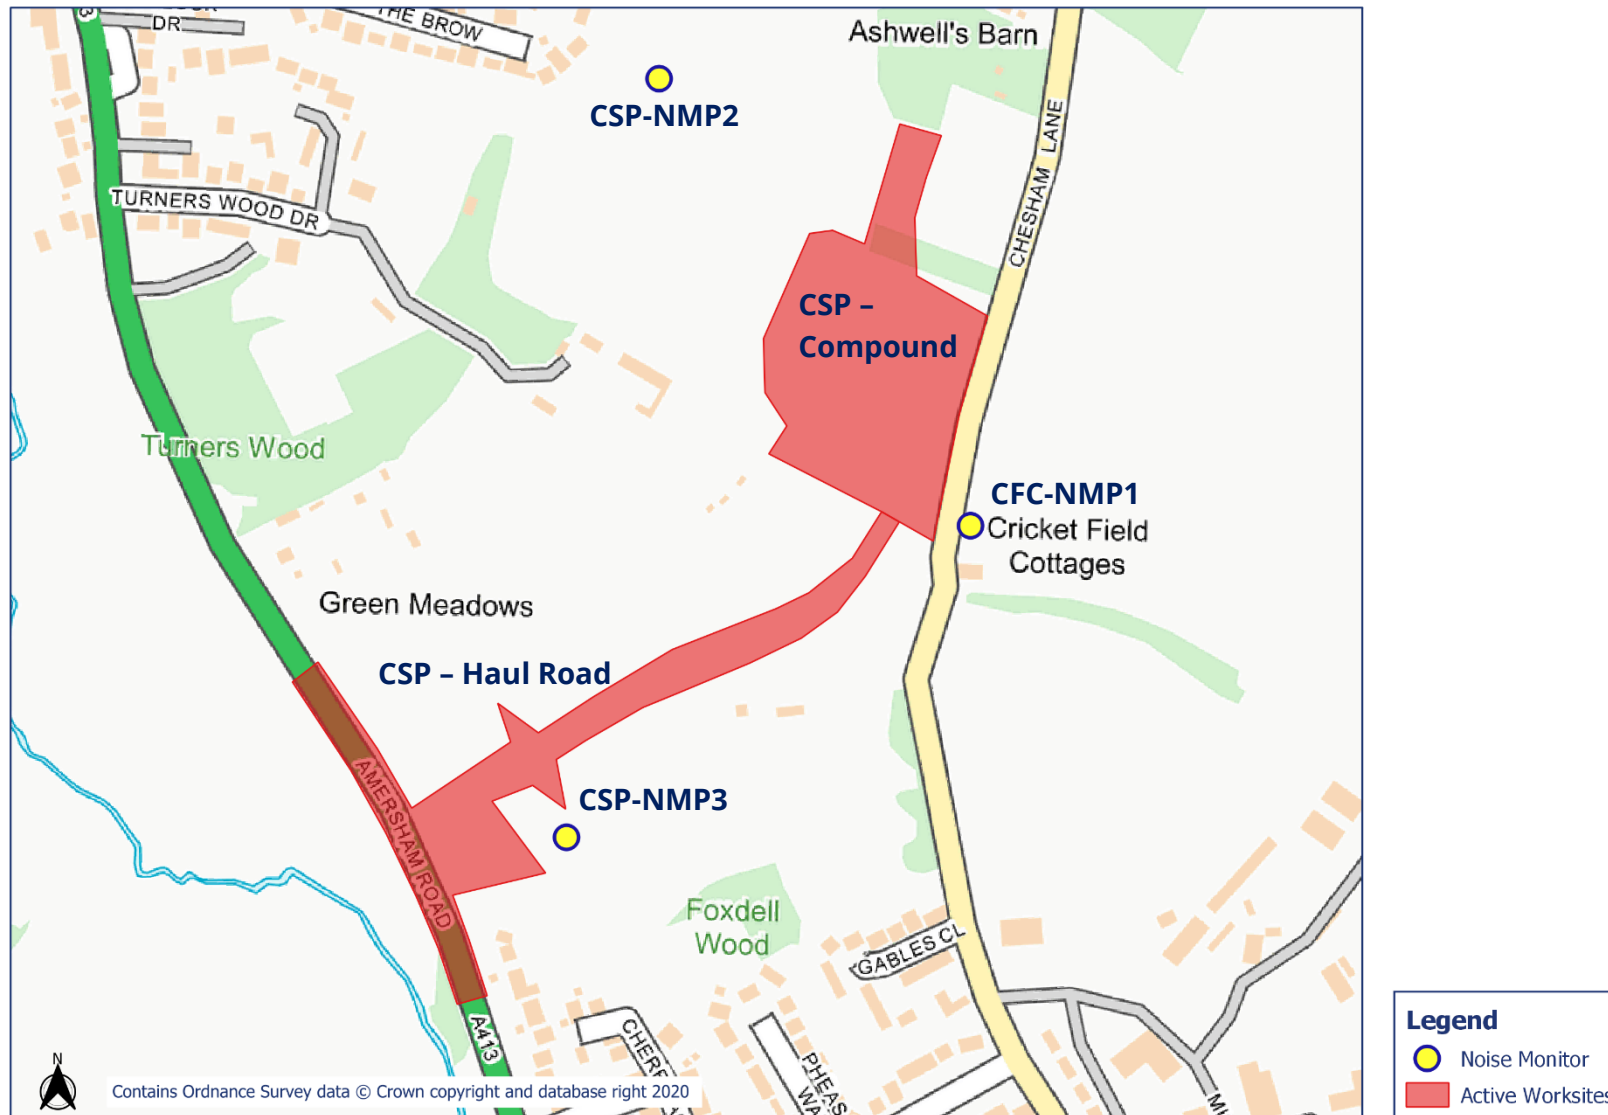 DR
THE BROW
Ashwell's Barn
CSP-NMP2
CHESHAM LANE
TURNERS WOOD DR
CSP –
Compound
Turners Wood
CFC-NMP1
Cricket Field
Cottages
Green Meadows
CSP – Haul Road
AMERSHAM ROAD
CSP-NMP3
Foxdell
Wood
GABLES CL
A413
Legend
Noise Monitor
Active Worksites
N
Contains Ordnance Survey data © Crown copyright and database right 2020